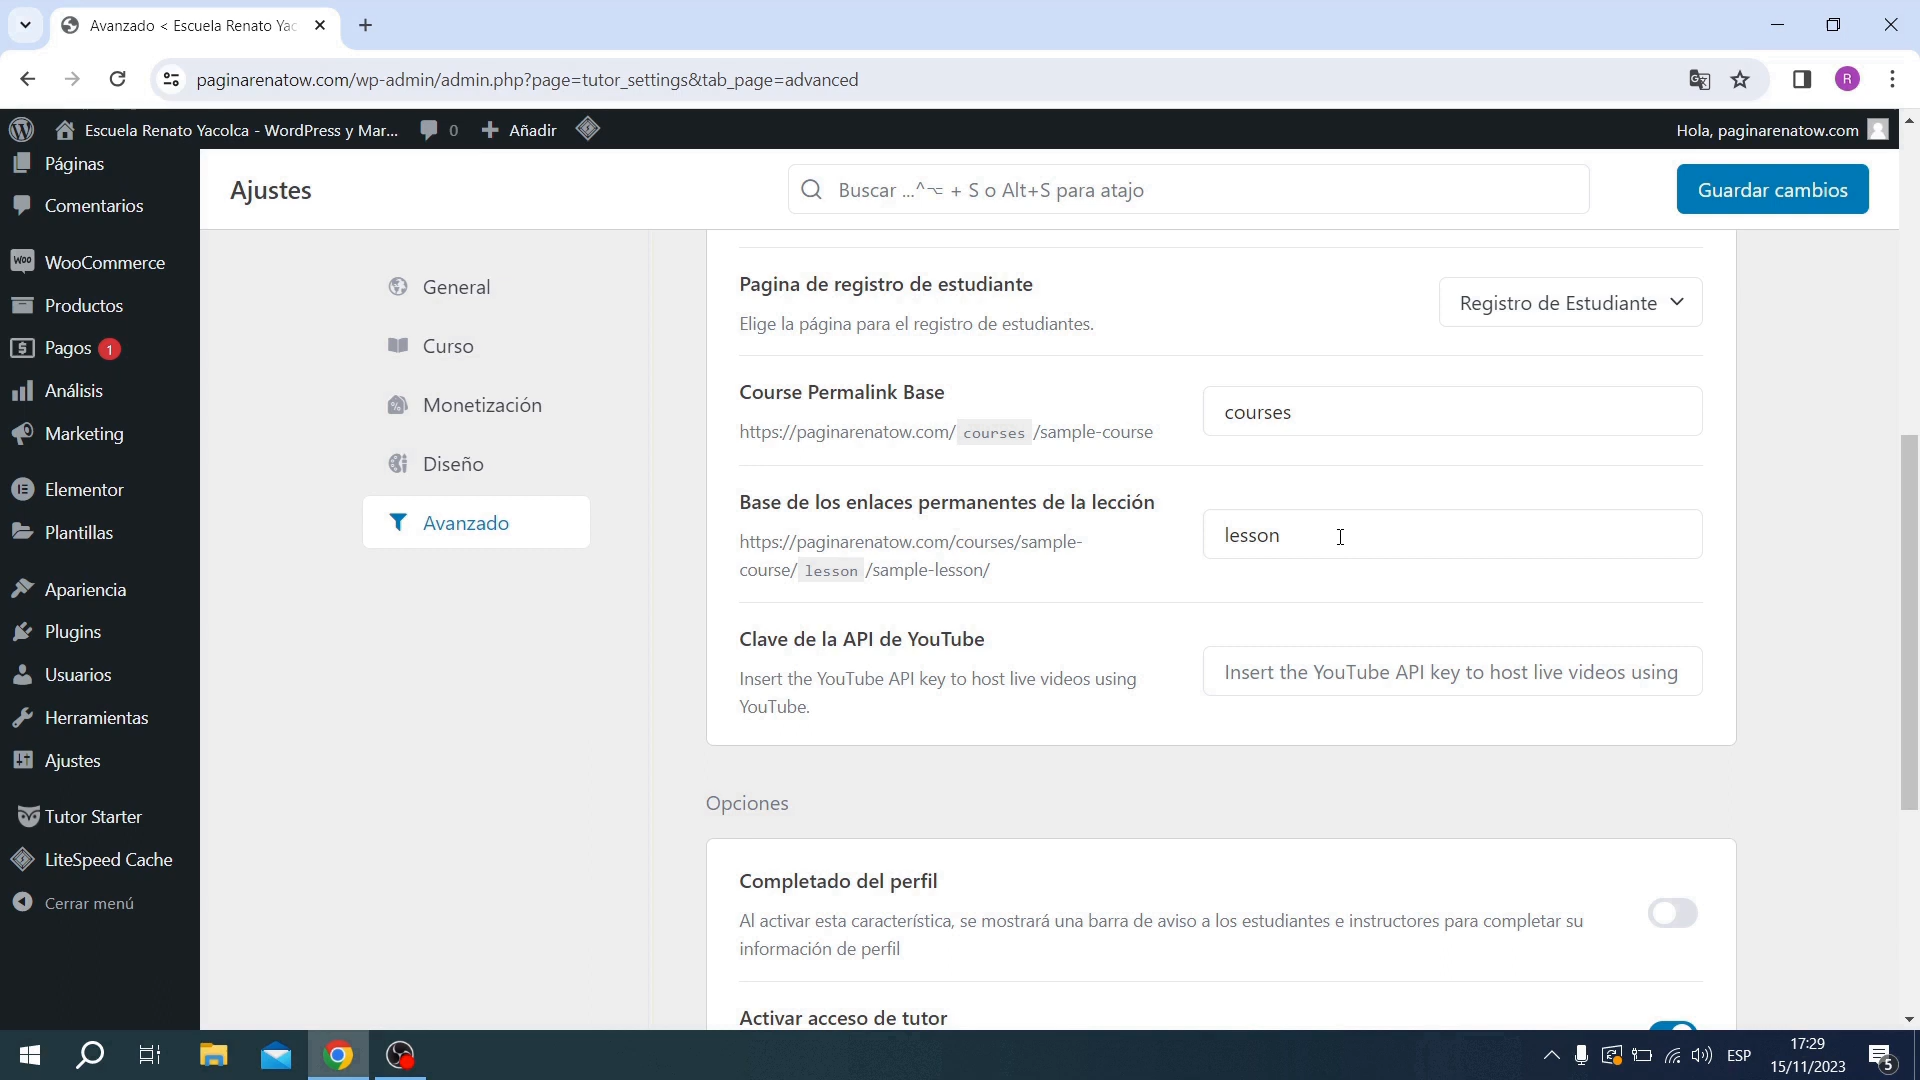 Avanzado < Escuela Renato Yac
paginarenatow.com/wp-admin/admin.php?page=tutor_settings&tab_page=advanced
R
Escuela Renato Yacolca - WordPress y Mar...
0
Añadir
Hola, paginarenatow.com
Páginas
Comentarios
WooCommerce
Productos
Pagos 1
Análisis
Marketing
Elementor
Plantillas
Apariencia
Plugins
Usuarios
Herramientas
Ajustes
Tutor Starter
LiteSpeed Cache
Cerrar menú
Ajustes
Buscar ...^⌥ + S o Alt+S para atajo
Guardar cambios
General
Curso
Monetización
Diseño
Avanzado
Pagina de registro de estudiante
Elige la página para el registro de estudiantes.
Registro de Estudiante
Course Permalink Base
https://paginarenatow.com/ courses /sample-course
courses
Base de los enlaces permanentes de la lección
https://paginarenatow.com/courses/sample-
course/ lesson /sample-lesson/
lesson
Clave de la API de YouTube
Insert the YouTube API key to host live videos using
YouTube.
Insert the YouTube API key to host live videos using
Opciones
Completado del perfil
Al activar esta característica, se mostrará una barra de aviso a los estudiantes e instructores para completar su
información de perfil
Activar acceso de tutor
ESP
17:29
15/11/2023
5